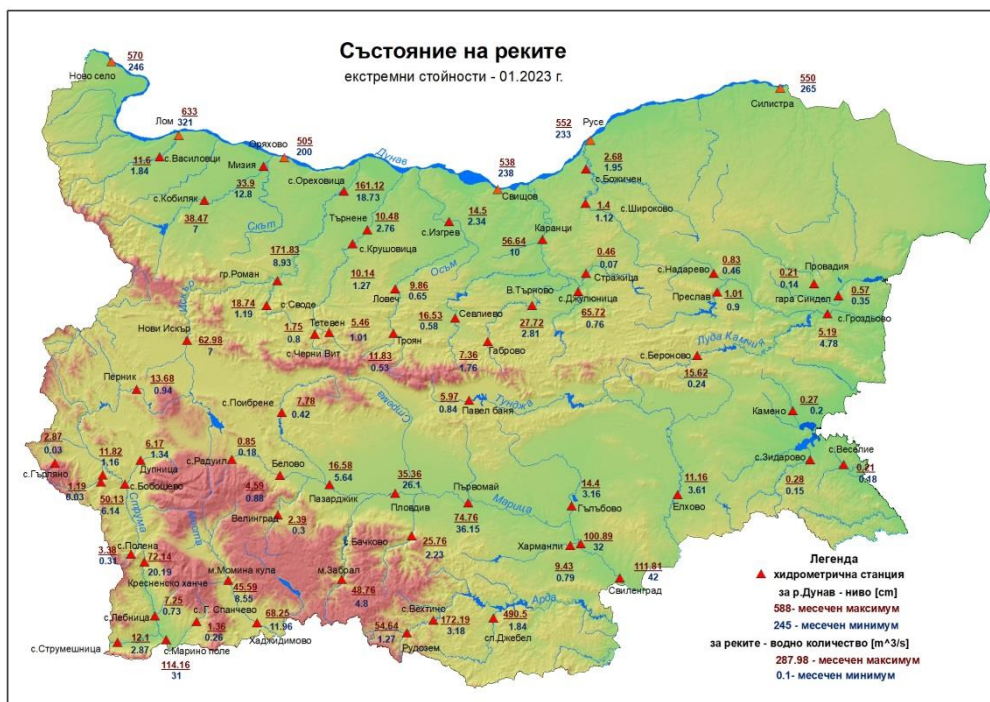 Състояние на реките
екстремни стойности - 01.2023 г.
570
246
Ново село
550
265
Силистра
633
321
Лом
552
233
Русе
505
200
Оряхово
Дунав
538
238
Свищов
11.6
1.84
с.Василовци
Мизия
33.9
12.8
с.Ореховица
161.12
18.73
2.68
1.95
с.Божичен
с.Кобиляк
38.47
7
Скът
Търнене
10.48
2.76
с.Крушовица
14.5
2.34
с.Изгрев
1.4
1.12
с.Широково
Каранци
56.64
10
171.83
8.93
гр.Роман
10.14
1.27
Осъм
0.46
0.07
Стражица
0.83
0.46
с.Надарево
Провадия
0.21
0.14
Искър
9.86
0.65
Ловеч
В.Търново
с.Джулюница
65.72
0.76
Преслав
1.01
0.9
гара Синдел
0.57
0.35
с.Гроздьово
5.19
4.78
18.74
1.19
с.Своде
Нови Искър
62.98
7
1.75
0.8
Тетевен
с.Черни Вит
5.46
1.01
Троян
11.83
0.53
16.53
0.58
Севлиево
27.72
2.81
7.36
1.76
Габрово
Луда Камчия
с.Бероново
15.62
0.24
Перник
13.68
0.94
с.Поибрене
7.78
0.42
Стряма
5.97
0.84
Павел баня
Тунджа
0.27
0.2
Камено
2.87
0.03
с.Гърляно
11.82
1.16
6.17
1.34
Дупница
с.Радуил
0.85
0.18
Белово
4.59
0.88
16.58
5.64
Пазарджик
35.36
26.1
Пловдив
Първомай
74.76
36.15
Марица
14.4
3.16
Гълъбово
11.16
3.61
Елхово
с.Зидарово
0.28
0.15
с.Веселие
0.21
0.48
1.19
0.03
с.Бобошево
50.13
6.14
Струма
Места
Велинград
2.39
0.3
с.Бачково
25.76
2.23
Харманли
9.43
0.79
100.89
32
111.81
42
Свиленград
3.38
0.31
с.Полена
72.14
20.19
Кресненско ханче
м.Момина кула
45.59
8.55
м.Забрал
48.76
4.8
с.Лебница
7.25
0.73
с. Г. Спанчево
1.36
0.26
68.25
11.96
Хаджидимово
54.64
1.27
Рудозем
с.Вехтино
172.19
3.18
Арда
490.5
1.84
сл.Джебел
с.Струмешница
12.1
2.87
с.Марино поле
114.16
31
Легенда
хидрометрична станция
за р.Дунав - ниво [cm]
588- месечен максимум
245 - месечен минимум
за реките - водно количество [m^3/s]
287.98 - месечен максимум
0.1- месечен минимум